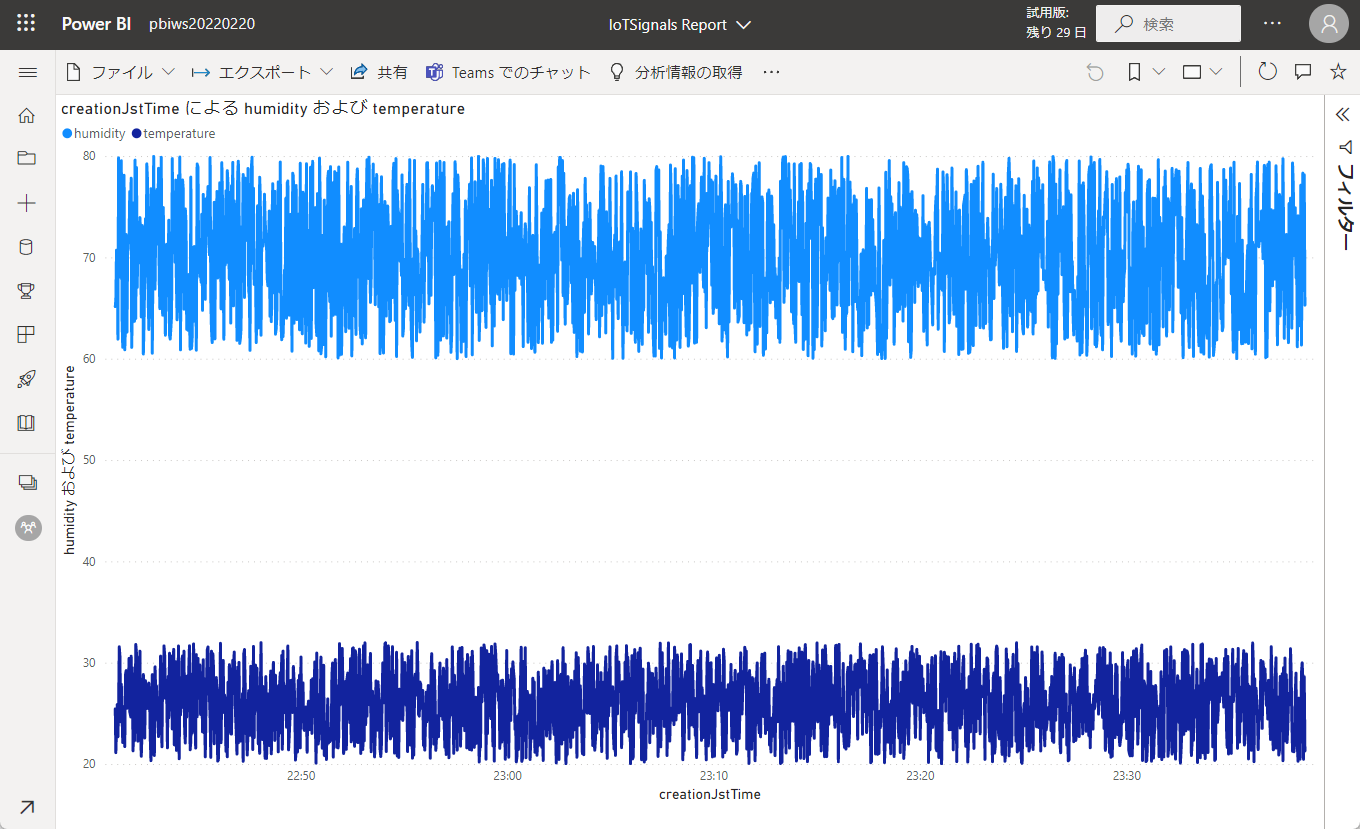 Power BI pbiws20220220
IoTSignals Report
試用版:
残り 29 日
検索
ファイル エクスポート 共有 Teams でのチャット 分析情報の取得
creationJstTime による humidity および temperature
humidity temperature
80
70
60
50
40
30
20
humidity および temperature
22:50 23:00 23:10 23:20 23:30
creationJstTime
フィルター